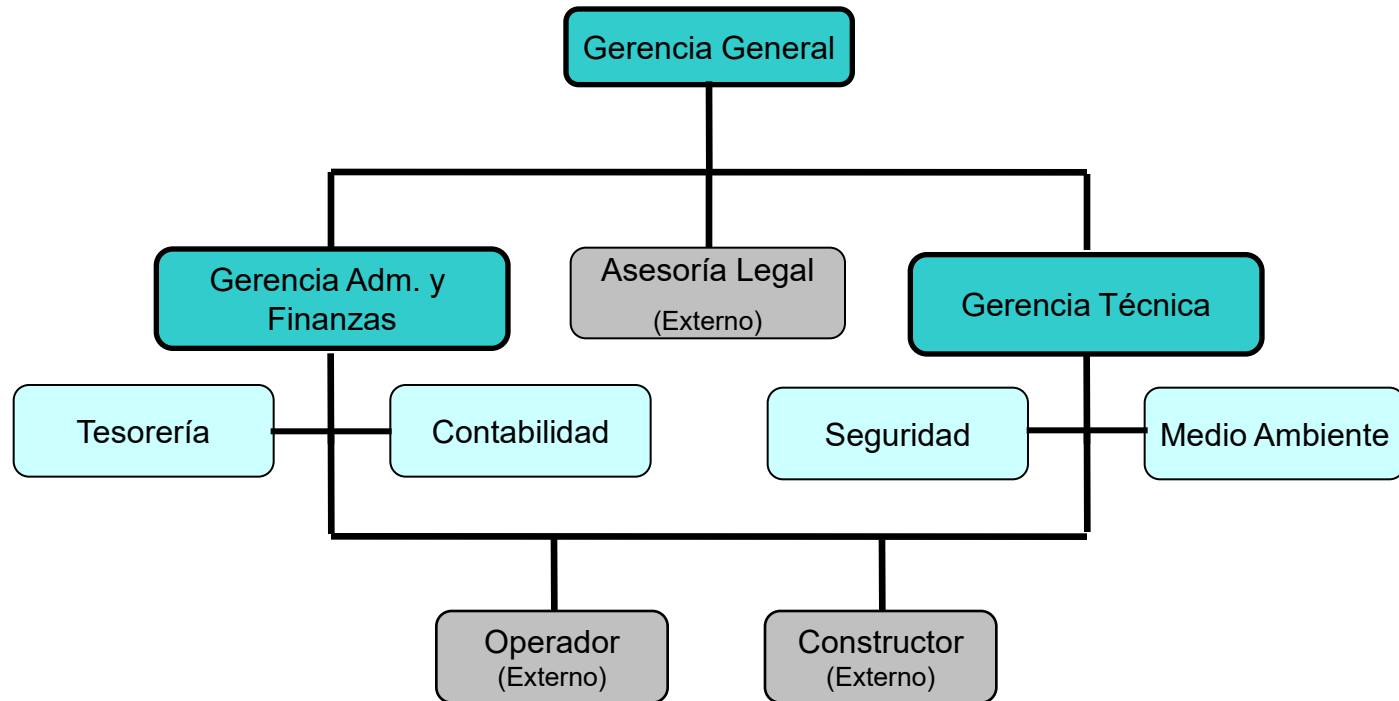 Gerencia General
Gerencia Adm. y
Finanzas
Asesoría Legal
(Externo)
Gerencia Técnica
Tesorería
Contabilidad
Seguridad
Medio Ambiente
Operador
(Externo)
Constructor
(Externo)